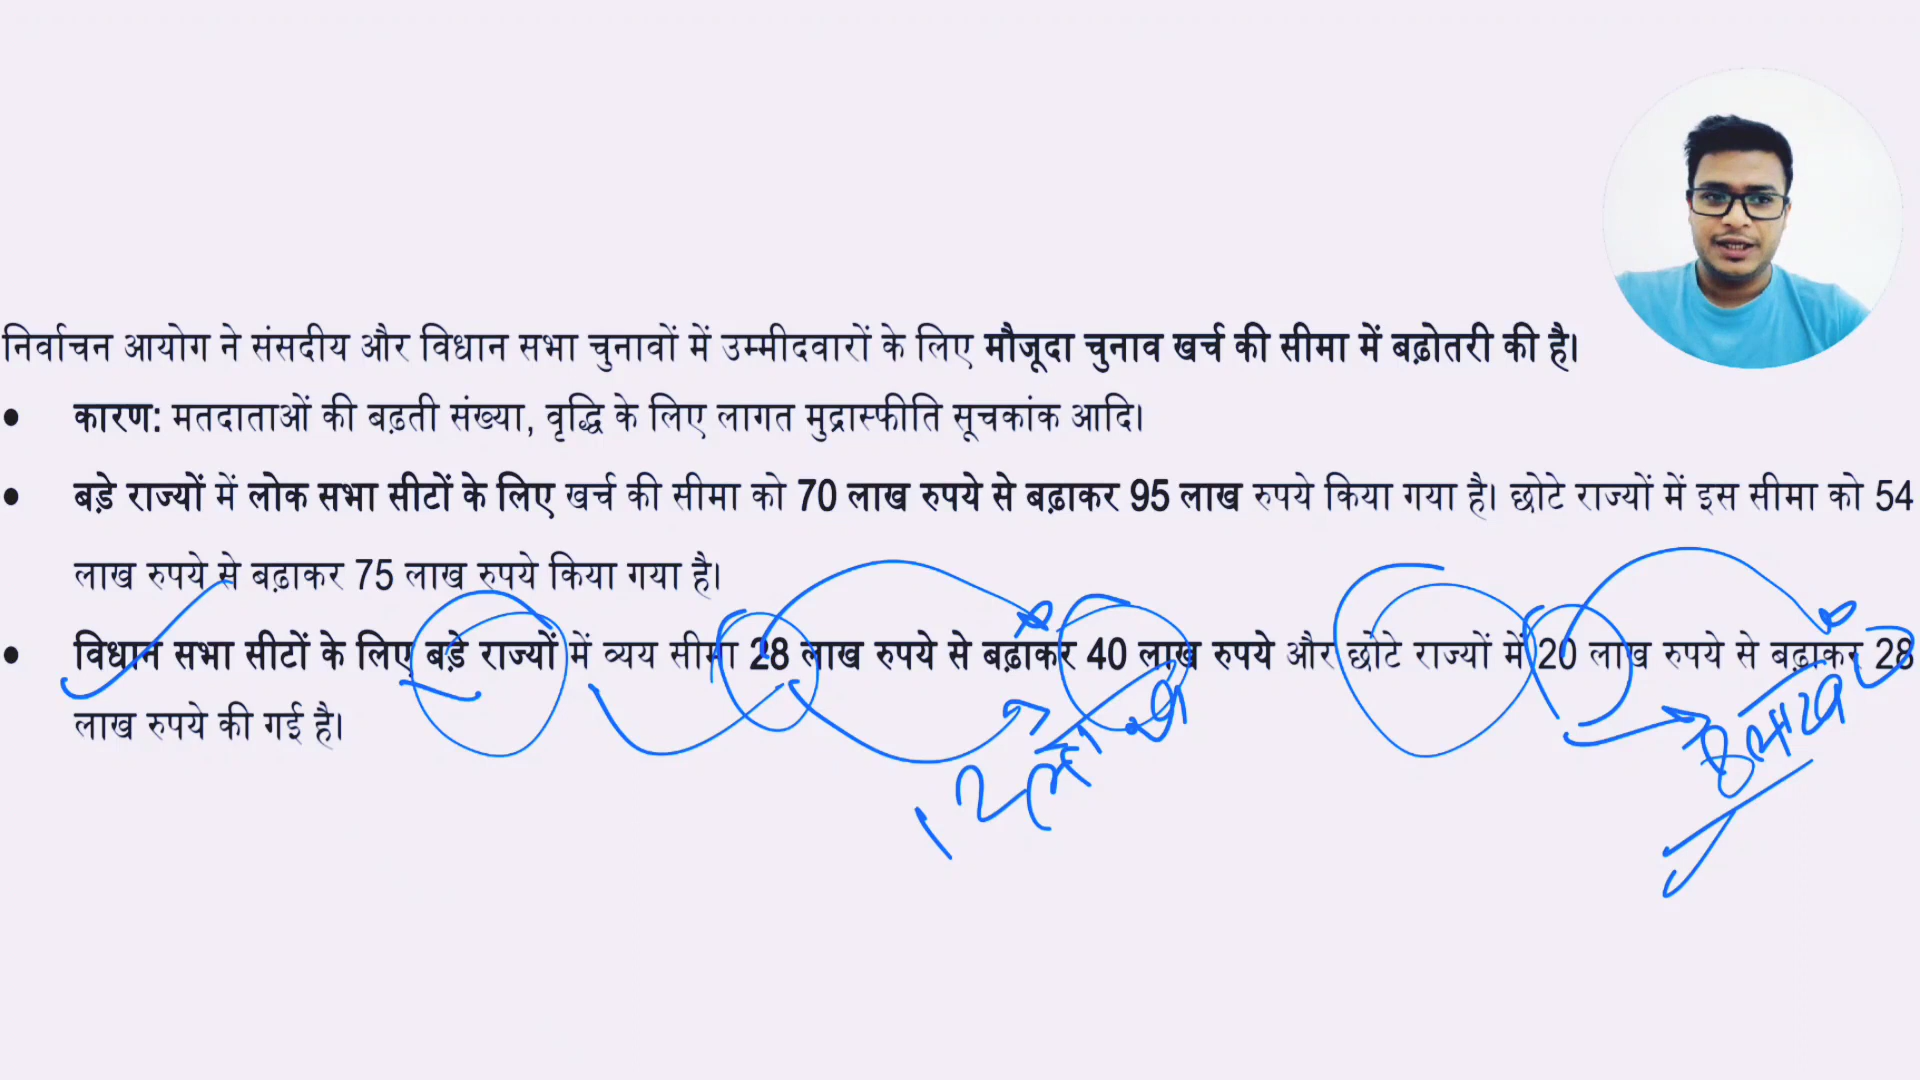 निर्वाचन आयोग ने संसदीय और विधान सभा चुनावों में उम्मीदवारों के लिए मौजूदा चुनाव खर्च की सीमा में बढ़ोतरी की है।
• कारण: मतदाताओं की बढ़ती संख्या, वृद्धि के लिए लागत मुद्रास्फीति सूचकांक आदि।
• बड़े राज्यों में लोक सभा सीटों के लिए खर्च की सीमा को 70 लाख रुपये से बढ़ाकर 95 लाख रुपये किया गया है। छोटे राज्यों में इस सीमा को 54
लाख रुपये से बढ़ाकर 75 लाख रुपये किया गया है।
• विधान सभा सीटों के लिए बड़े राज्यों में व्यय सीमा 28 लाख रुपये से बढ़ाकर 40 लाख रुपये और छोटे राज्यों में 20 लाख रुपये से बढ़ाकर 28
लाख रुपये की गई है।
12 लाख
8 लाख